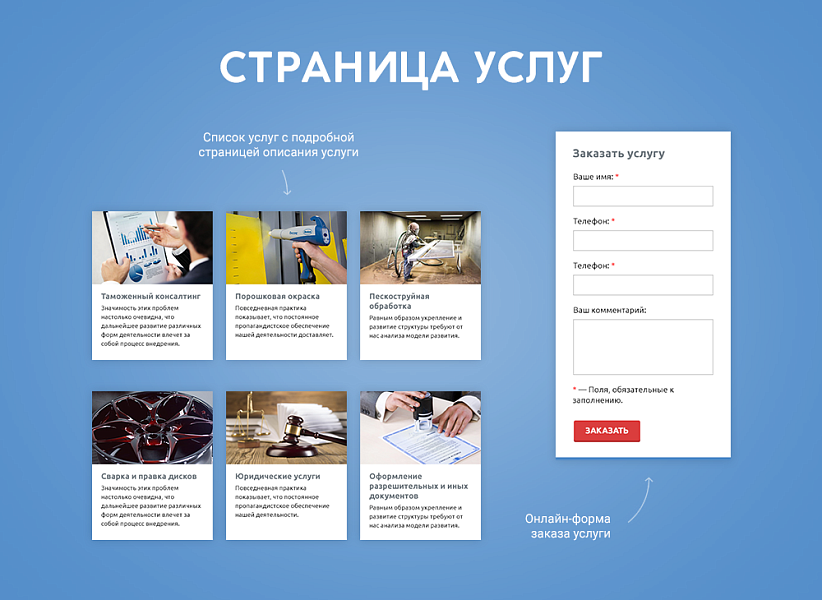 СТРАНИЦА УСЛУГ
Список услуг с подробной
страницей описания услуги
Таможенный консалтинг
Значимость этих проблем
настолько очевидна, что
дальнейшее развитие различных
форм деятельности влечет за
собой процесс внедрения.
Порошковая окраска
Повседневная практика
показывает, что постоянное
пропагандистское обеспечение
нашей деятельности доставляет.
Пескоструйная
обработка
Равным образом укрепление и
развитие структуры требуют от
нас анализа модели развития.
Сварка и правка дисков
Значимость этих проблем
настолько очевидна, что
дальнейшее развитие различных
форм деятельности влечет за
собой процесс внедрения.
Юридические услуги
Повседневная практика
показывает, что постоянное
пропагандистское обеспечение
нашей деятельности.
Оформление
разрешительных и иных
документов
Равным образом укрепление и
развитие структуры требуют от
нас анализа модели развития.
Заказать услугу
Ваше имя: *
Телефон: *
Телефон: *
Ваш комментарий:
* — Поля, обязательные к
заполнению.
ЗАКАЗАТЬ
Онлайн-форма
заказа услуги